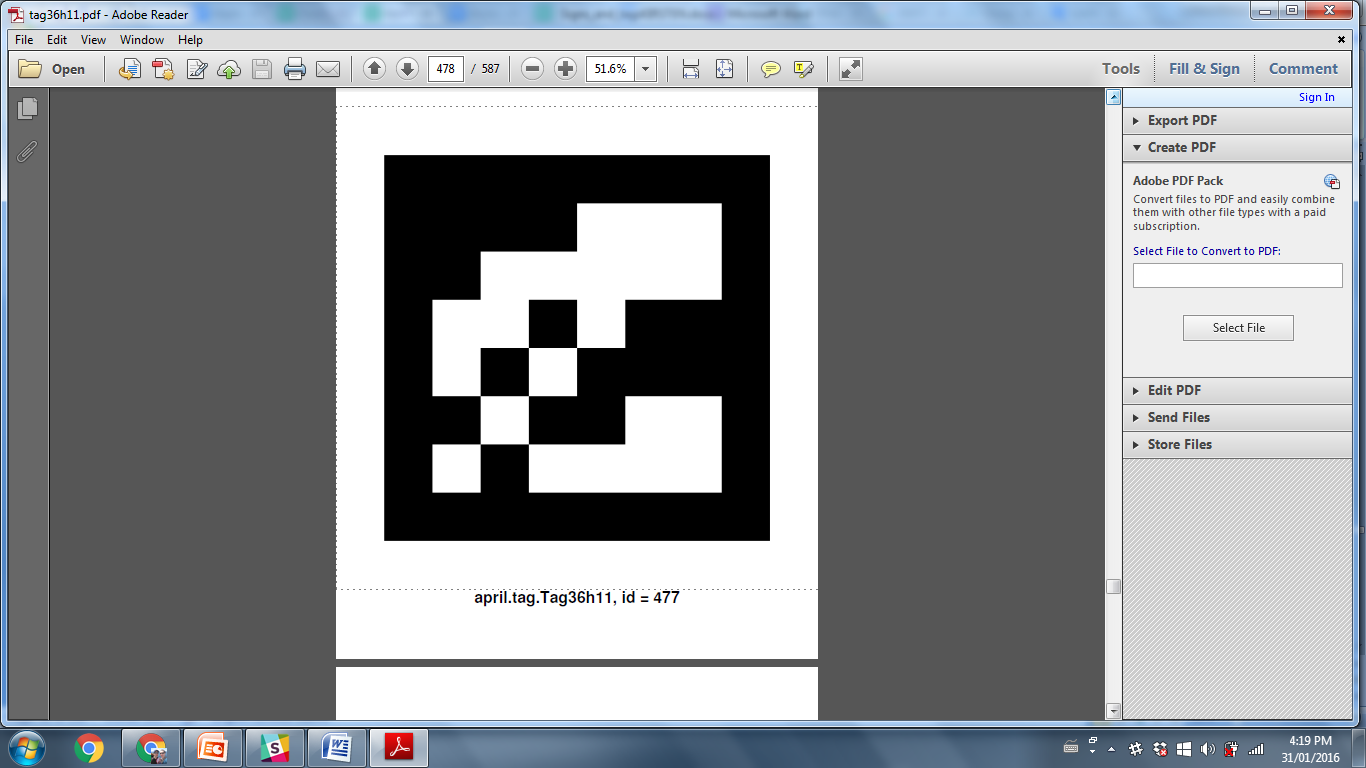 tag36h11.pdf - Adobe Reader
File Edit View Window Help
Open 478 / 587 51.6% Tools Fill & Sign Comment
Sign In
Export PDF
Create PDF
Adobe PDF Pack
Convert files to PDF and easily combine
them with other file types with a paid
subscription.
Select File to Convert to PDF:
Select File
Edit PDF
Send Files
Store Files
april.tag.Tag36h11, id = 477
4:19 PM
31/01/2016